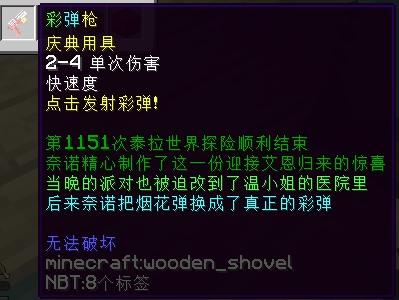 彩弹枪
庆典用具
2-4 单次伤害
快速度
点击发射彩弹!
第1151次泰拉世界探险顺利结束
奈诺精心制作了这一份迎接艾恩归来的惊喜
当晚的派对也被迫改到了温小姐的医院里
后来奈诺把烟花弹换成了真正的彩弹
无法破坏
minecraft:wooden_shovel
NBT:8个标签